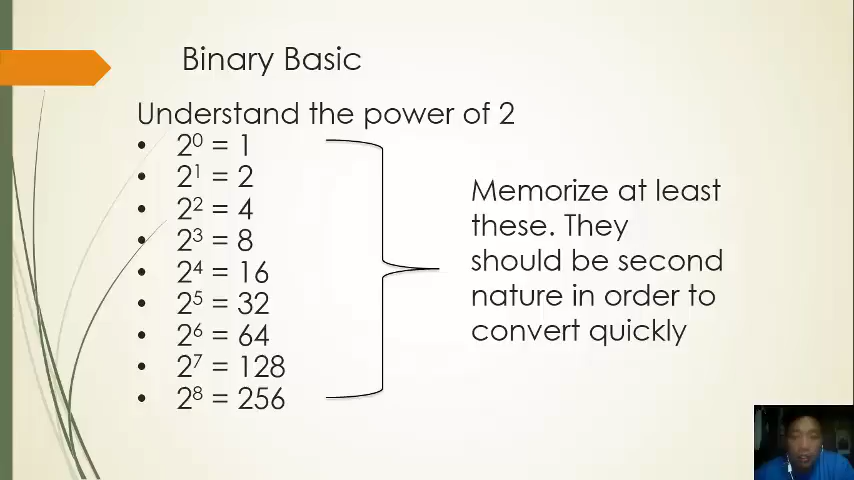 Binary Basic
Understand the power of 2
• 2⁰ = 1
• 2¹ = 2
• 2² = 4
• 2³ = 8
• 2⁴ = 16
• 2⁵ = 32
• 2⁶ = 64
• 2⁷ = 128
• 2⁸ = 256
Memorize at least
these. They
should be second
nature in order to
convert quickly